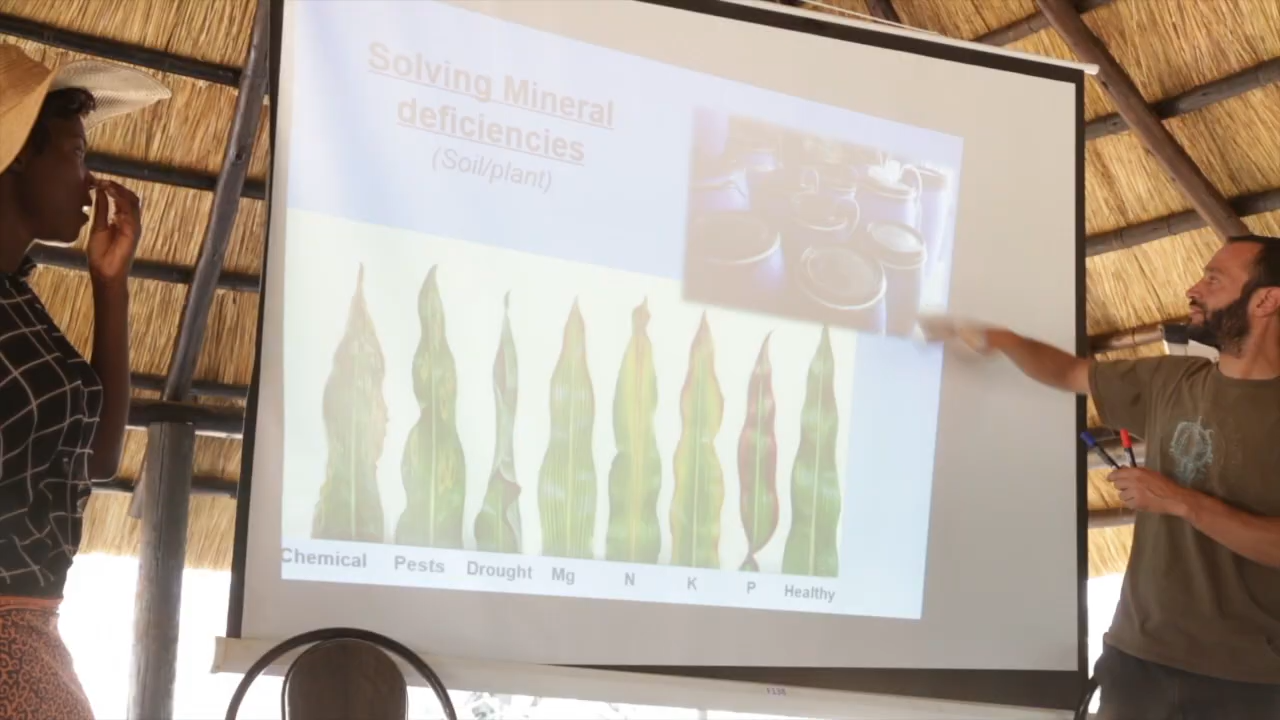 Solving Mineral
deficiencies
(Soil/plant)
Chemical Pests Drought Mg N K P Healthy